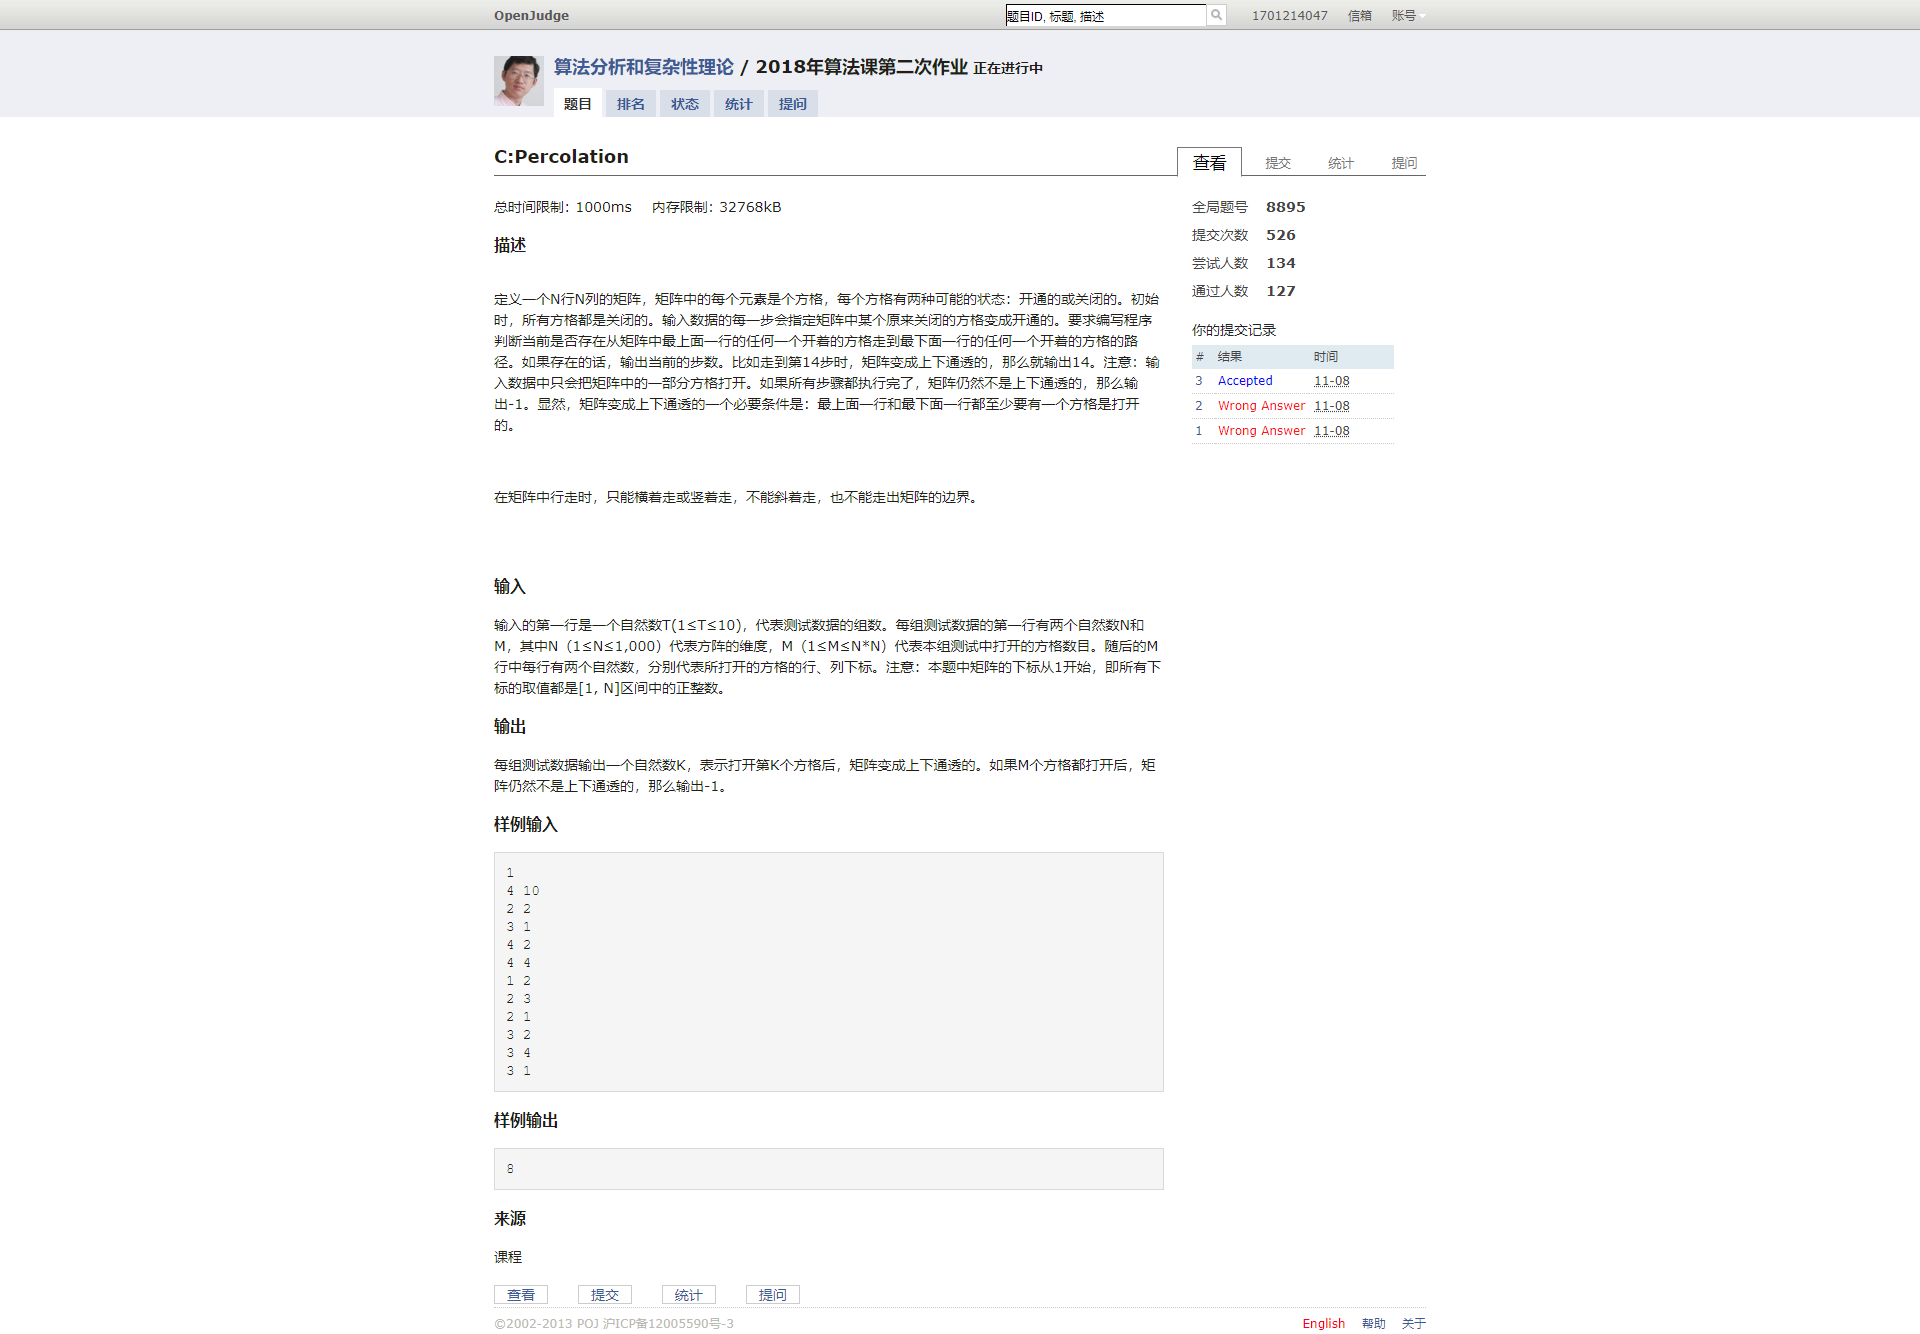 OpenJudge
题目ID, 标题, 描述
1701214047 信箱 账号
算法分析和复杂性理论 / 2018年算法课第二次作业 正在进行中
题目 排名 状态 统计 提问
C:Percolation
查看 提交 统计 提问
总时间限制: 1000ms 内存限制: 32768kB
描述
定义一个N行N列的矩阵，矩阵中的每个元素是个方格，每个方格有两种可能的状态：开通的或关闭的。初始
时，所有方格都是关闭的。输入数据的每一步会指定矩阵中某个原来关闭的方格变成开通的。要求编写程序
判断当前是否存在从矩阵中最上面一行的任何一个开着的方格走到最下面一行的任何一个开着的方格的路
径。如果存在的话，输出当前的步数。比如走到第14步时，矩阵变成上下通透的，那么就输出14。注意：输
入数据中只会把矩阵中的一部分方格打开。如果所有步骤都执行完了，矩阵仍然不是上下通透的，那么输
出-1。显然，矩阵变成上下通透的一个必要条件是：最上面一行和最下面一行都至少要有一个方格是打开
的。
在矩阵中行走时，只能横着走或竖着走，不能斜着走，也不能走出矩阵的边界。
输入
输入的第一行是一个自然数T(1≤T≤10)，代表测试数据的组数。每组测试数据的第一行有两个自然数N和
M，其中N（1≤N≤1,000）代表方阵的维度，M（1≤M≤N*N）代表本组测试中打开的方格数目。随后的M
行中每行有两个自然数，分别代表所打开的方格的行、列下标。注意：本题中矩阵的下标从1开始，即所有下
标的取值都是[1, N]区间中的正整数。
输出
每组测试数据输出一个自然数K，表示打开第K个方格后，矩阵变成上下通透的。如果M个方格都打开后，矩
阵仍然不是上下通透的，那么输出-1。
样例输入
1
4 10
2 2
3 1
4 2
4 4
1 2
2 3
2 1
3 2
3 4
3 1
样例输出
8
来源
课程
查看 提交 统计 提问
全局题号 8895
提交次数 526
尝试人数 134
通过人数 127
你的提交记录
# 结果 时间
3 Accepted 11-08
2 Wrong Answer 11-08
1 Wrong Answer 11-08
©2002-2013 POJ 沪ICP备12005590号-3
English 帮助 关于